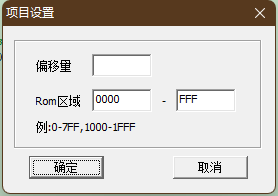 项目设置
偏移量
Rom区域 0000 - FFF
例:0-7FF,1000-1FFF
确定 取消